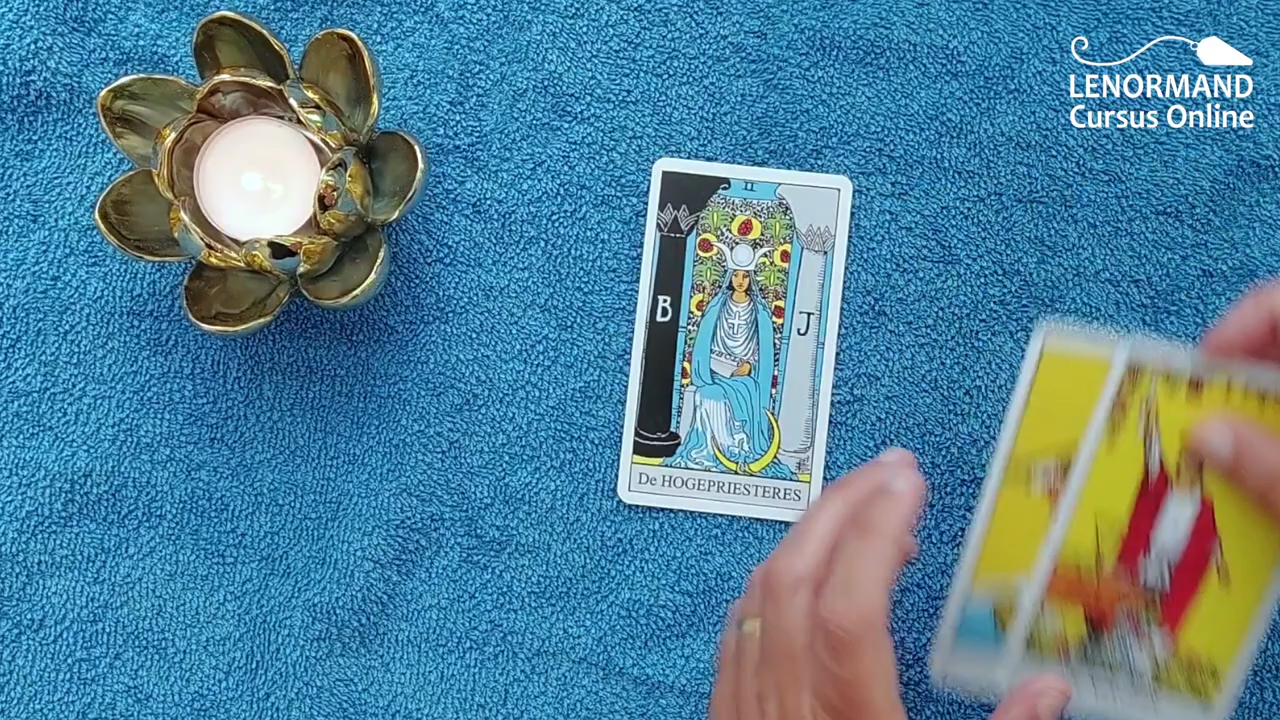 LENORMAND
Cursus Online
II
B
J
De HOGEPRIESTERES